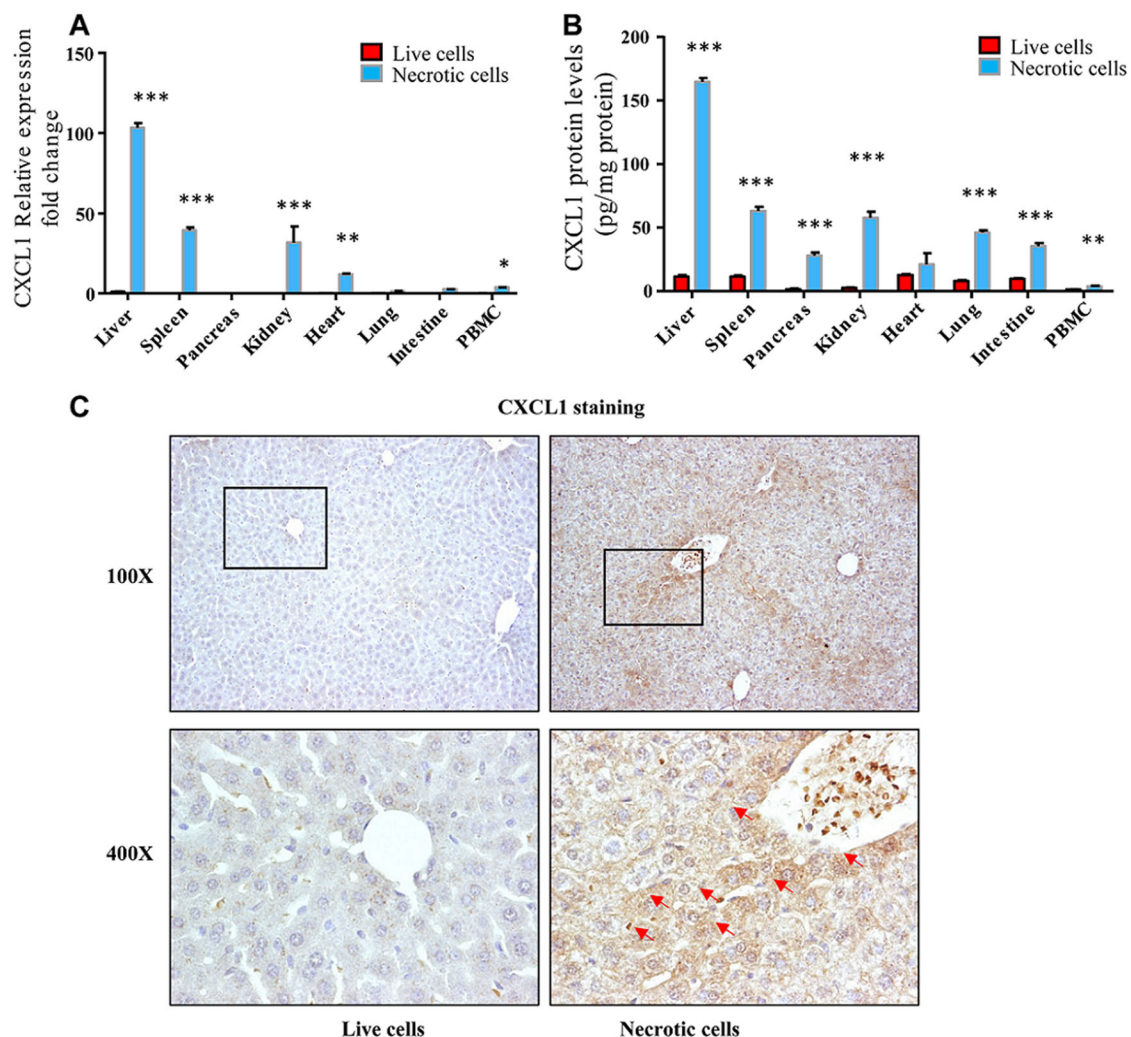 A
CXCL1 Relative expression
fold change
150
100
50
0
Live cells
Necrotic cells
***
***
***
**
*
Liver
Spleen
Pancreas
Kidney
Heart
Lung
Intestine
PBMC
B
CXCL1 protein levels
(pg/mg protein)
200
150
100
50
0
Live cells
Necrotic cells
***
***
***
***
***
***
**
Liver
Spleen
Pancreas
Kidney
Heart
Lung
Intestine
PBMC
C
CXCL1 staining
100X
400X
Live cells
Necrotic cells